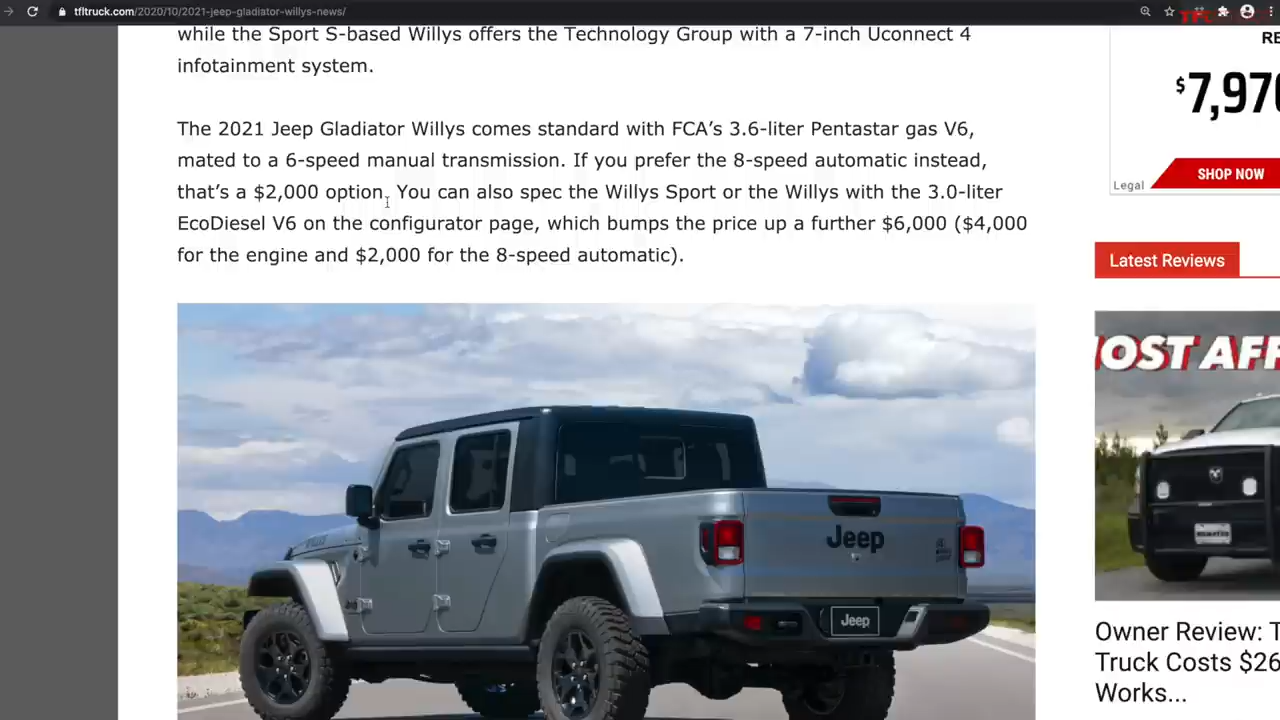 tfltruck.com/2020/10/2021-jeep-gladiator-willys-news/
while the Sport S-based Willys offers the Technology Group with a 7-inch Uconnect 4
infotainment system.
The 2021 Jeep Gladiator Willys comes standard with FCA’s 3.6-liter Pentastar gas V6,
mated to a 6-speed manual transmission. If you prefer the 8-speed automatic instead,
that’s a $2,000 option. You can also spec the Willys Sport or the Willys with the 3.0-liter
EcoDiesel V6 on the configurator page, which bumps the price up a further $6,000 ($4,000
for the engine and $2,000 for the 8-speed automatic).
Jeep
Jeep
RE
$7,970
Legal
SHOP NOW
Latest Reviews
MOST AFF
Owner Review: T
Truck Costs $26
Works...